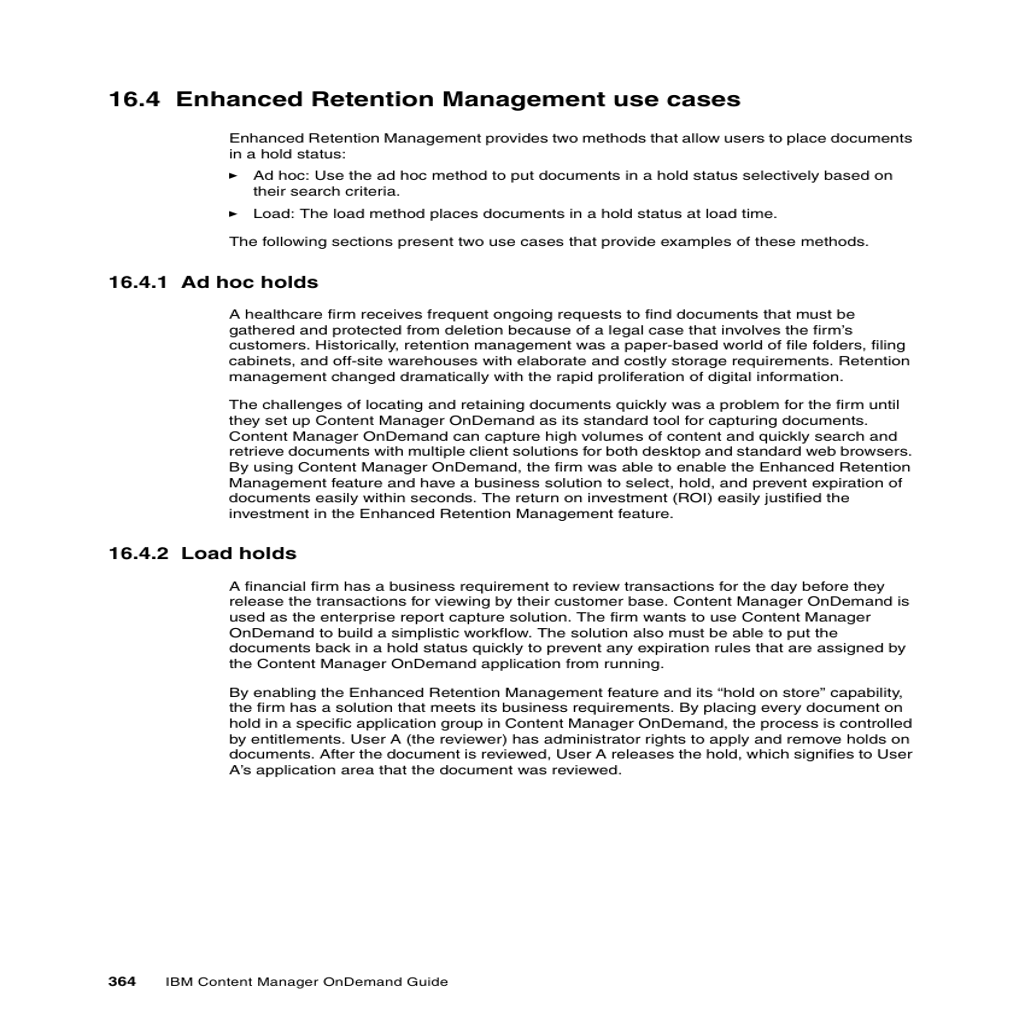 16.4 Enhanced Retention Management use cases
Enhanced Retention Management provides two methods that allow users to place documents
in a hold status:
► Ad hoc: Use the ad hoc method to put documents in a hold status selectively based on
their search criteria.
► Load: The load method places documents in a hold status at load time.
The following sections present two use cases that provide examples of these methods.
16.4.1 Ad hoc holds
A healthcare firm receives frequent ongoing requests to find documents that must be
gathered and protected from deletion because of a legal case that involves the firm’s
customers. Historically, retention management was a paper-based world of file folders, filing
cabinets, and off-site warehouses with elaborate and costly storage requirements. Retention
management changed dramatically with the rapid proliferation of digital information.
The challenges of locating and retaining documents quickly was a problem for the firm until
they set up Content Manager OnDemand as its standard tool for capturing documents.
Content Manager OnDemand can capture high volumes of content and quickly search and
retrieve documents with multiple client solutions for both desktop and standard web browsers.
By using Content Manager OnDemand, the firm was able to enable the Enhanced Retention
Management feature and have a business solution to select, hold, and prevent expiration of
documents easily within seconds. The return on investment (ROI) easily justified the
investment in the Enhanced Retention Management feature.
16.4.2 Load holds
A financial firm has a business requirement to review transactions for the day before they
release the transactions for viewing by their customer base. Content Manager OnDemand is
used as the enterprise report capture solution. The firm wants to use Content Manager
OnDemand to build a simplistic workflow. The solution also must be able to put the
documents back in a hold status quickly to prevent any expiration rules that are assigned by
the Content Manager OnDemand application from running.
By enabling the Enhanced Retention Management feature and its “hold on store” capability,
the firm has a solution that meets its business requirements. By placing every document on
hold in a specific application group in Content Manager OnDemand, the process is controlled
by entitlements. User A (the reviewer) has administrator rights to apply and remove holds on
documents. After the document is reviewed, User A releases the hold, which signifies to User
A’s application area that the document was reviewed.
364 IBM Content Manager OnDemand Guide